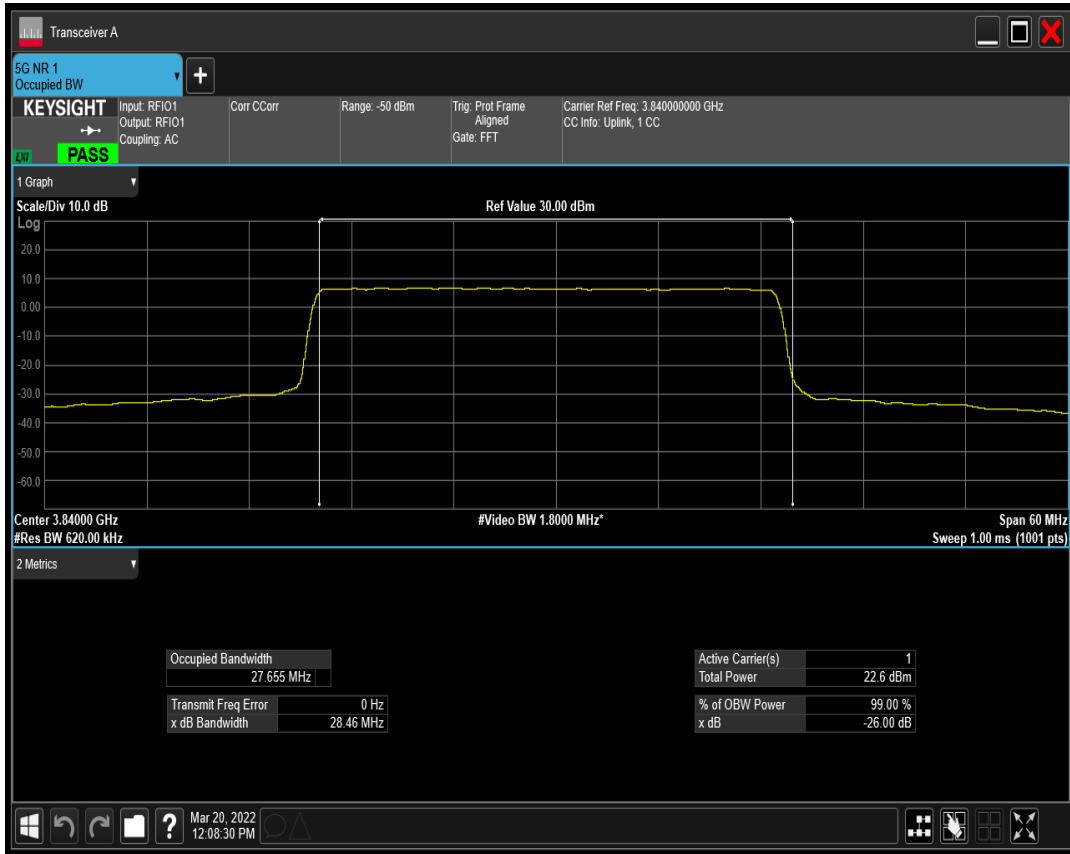 Transceiver A
5G NR 1
Occupied BW
KEYSIGHT
LXI
PASS
Input: RFIO1
Output: RFIO1
Coupling: AC
Corr CCorr
Range: -50 dBm
Trig: Prot Frame
Aligned
Gate: FFT
Carrier Ref Freq: 3.840000000 GHz
CC Info: Uplink, 1 CC
1 Graph
Scale/Div 10.0 dB
Ref Value 30.00 dBm
Log
20.0
10.0
0.00
-10.0
-20.0
-30.0
-40.0
-50.0
-60.0
Center 3.84000 GHz
#Video BW 1.8000 MHz*
Span 60 MHz
#Res BW 620.00 kHz
Sweep 1.00 ms (1001 pts)
2 Metrics
Occupied Bandwidth
27.655 MHz
Transmit Freq Error 0 Hz
x dB Bandwidth 28.46 MHz
Active Carrier(s) 1
Total Power 22.6 dBm
% of OBW Power 99.00 %
x dB -26.00 dB
?
Mar 20, 2022
12:08:30 PM